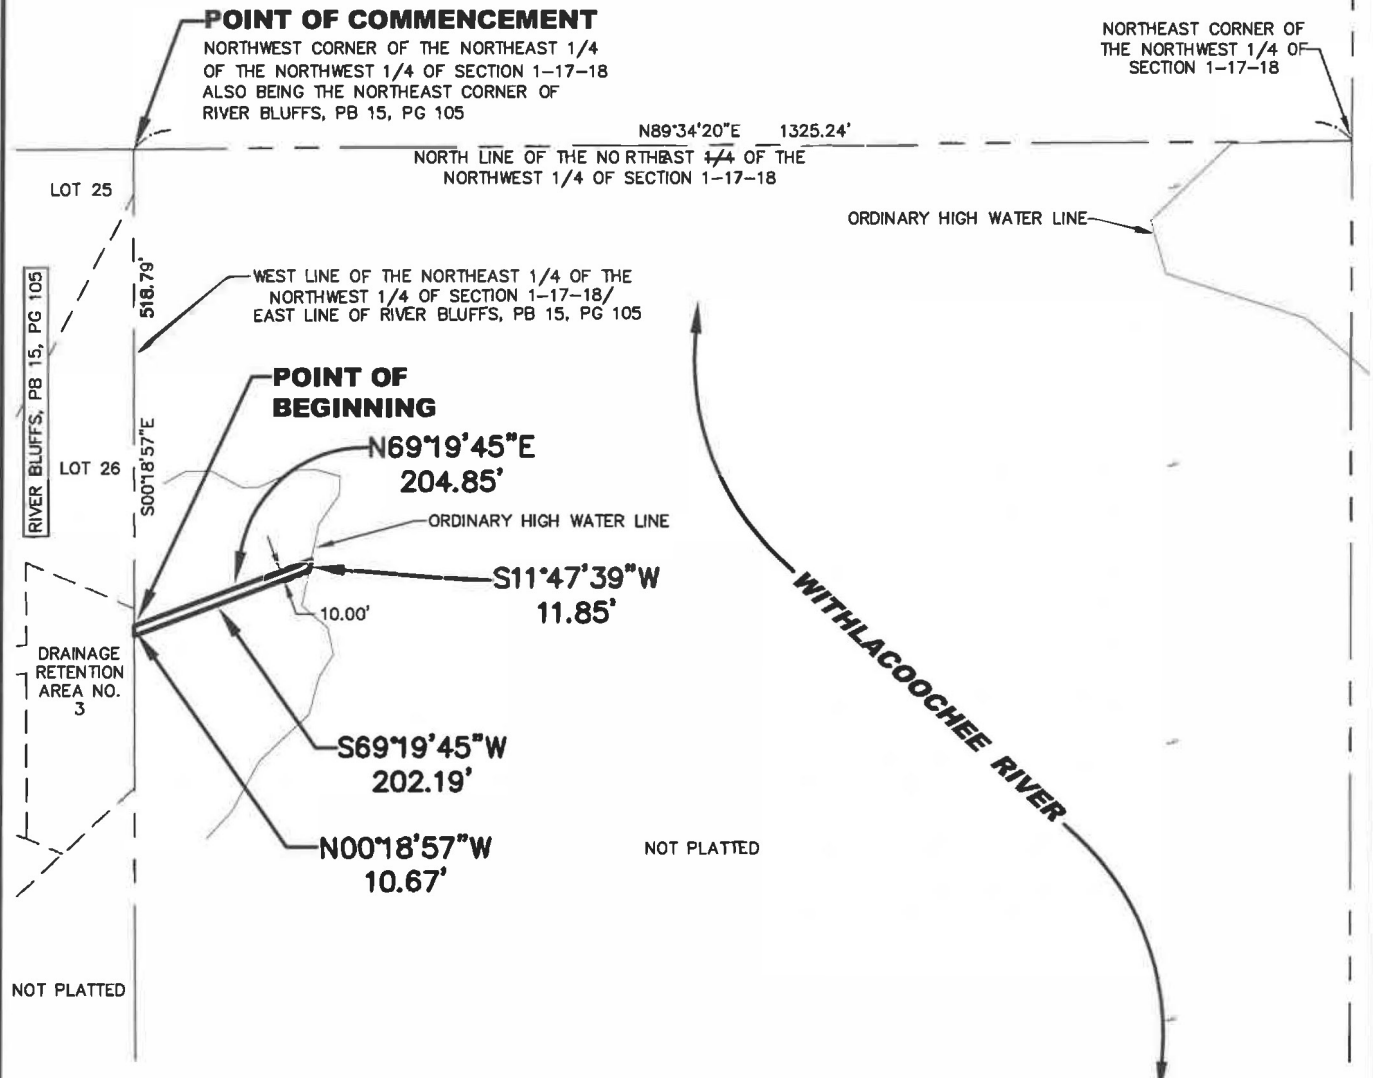 POINT OF COMMENCEMENT
NORTHWEST CORNER OF THE NORTHEAST 1/4
OF THE NORTHWEST 1/4 OF SECTION 1-17-18
ALSO BEING THE NORTHEAST CORNER OF
RIVER BLUFFS, PB 15, PG 105
NORTHEAST CORNER OF
THE NORTHWEST 1/4 OF
SECTION 1-17-18
N89°34'20"E 1325.24'
NORTH LINE OF THE NORTHEAST 1/4 OF THE
NORTHWEST 1/4 OF SECTION 1-17-18
LOT 25
ORDINARY HIGH WATER LINE
518.79'
WEST LINE OF THE NORTHEAST 1/4 OF THE
NORTHWEST 1/4 OF SECTION 1-17-18/
EAST LINE OF RIVER BLUFFS, PB 15, PG 105
RIVER BLUFFS, PB 15, PG 105
POINT OF
BEGINNING
N69°19'45"E
204.85'
LOT 26
S00°18'57"E
ORDINARY HIGH WATER LINE
S11°47'39"W
11.85'
10.00'
DRAINAGE
RETENTION
AREA NO.
3
WITHLACOOCHEE RIVER
S69°19'45"W
202.19'
N00°18'57"W
10.67'
NOT PLATTED
NOT PLATTED